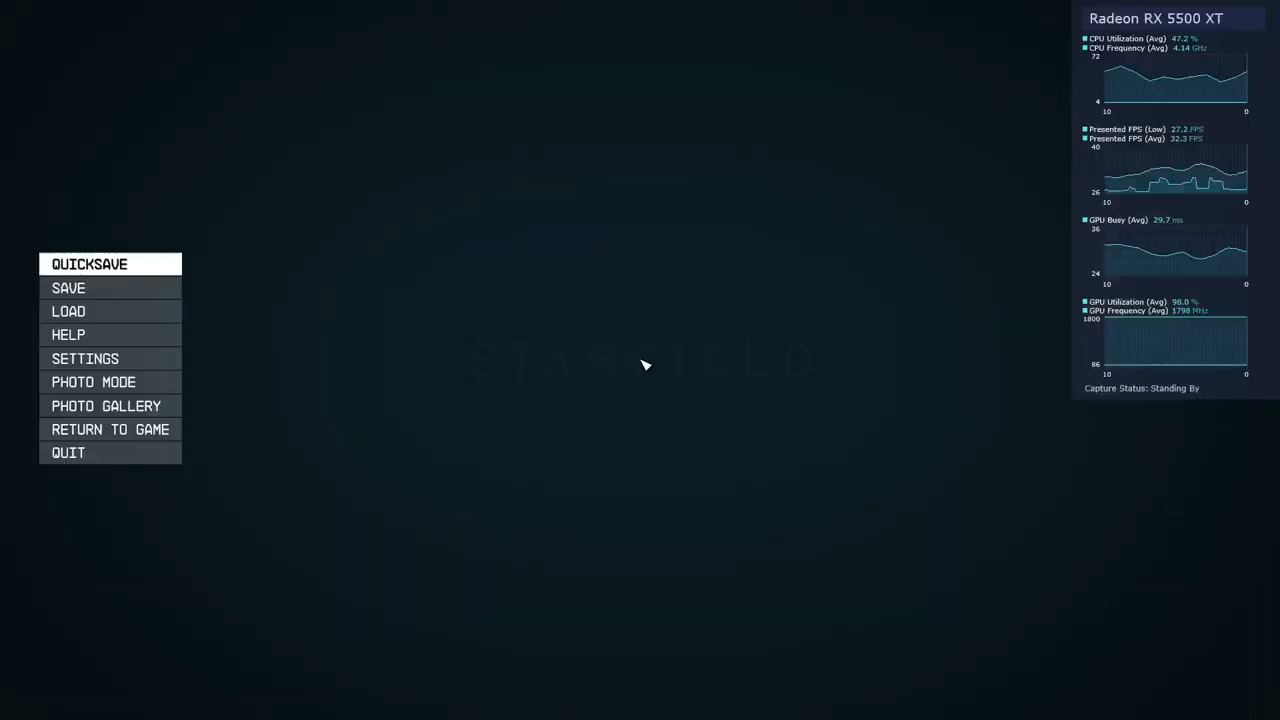 Radeon RX 5500 XT
CPU Utilization (Avg) 47.2 %
CPU Frequency (Avg) 4.14 GHz
72
4
10 0
Presented FPS (Low) 27.2 FPS
Presented FPS (Avg) 32.3 FPS
40
26
10 0
GPU Busy (Avg) 29.7 ms
36
24
10 0
GPU Utilization (Avg) 98.0 %
GPU Frequency (Avg) 1798 MHz
1800
86
10 0
Capture Status: Standing By
QUICKSAVE
SAVE
LOAD
HELP
SETTINGS
PHOTO MODE
PHOTO GALLERY
RETURN TO GAME
QUIT
STARFIELD